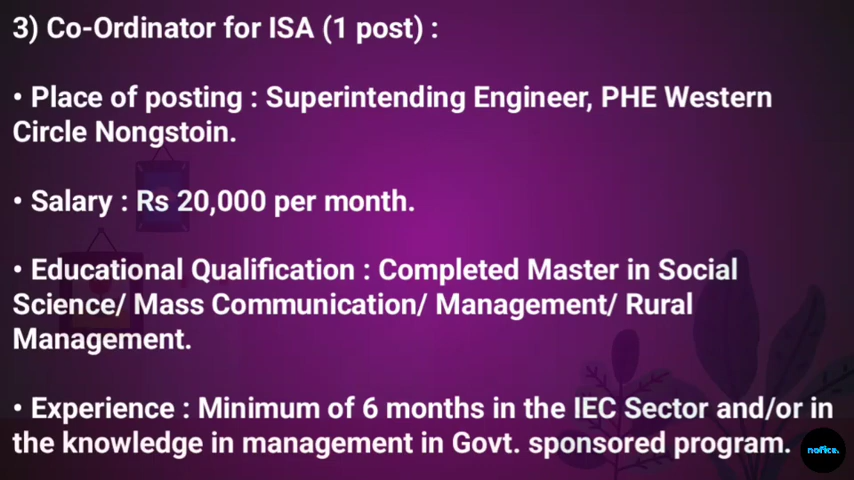 3) Co-Ordinator for ISA (1 post) :
• Place of posting : Superintending Engineer, PHE Western
Circle Nongstoin.
• Salary : Rs 20,000 per month.
• Educational Qualification : Completed Master in Social
Science/ Mass Communication/ Management/ Rural
Management.
• Experience : Minimum of 6 months in the IEC Sector and/or in
the knowledge in management in Govt. sponsored program.